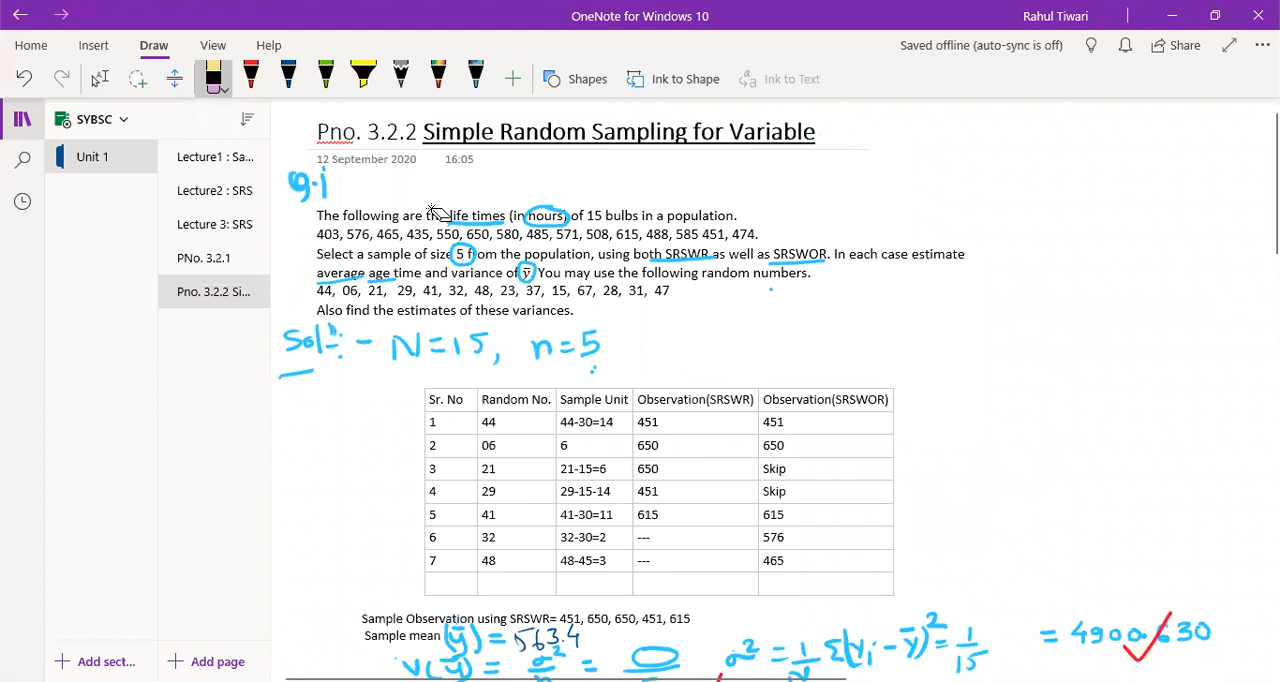 OneNote for Windows 10
Rahul Tiwari
Home Insert Draw View Help
Saved offline (auto-sync is off)
Share
Shapes
Ink to Shape
Ink to Text
SYBSC
Unit 1
Lecture1 : Sa...
Lecture2 : SRS
Lecture 3: SRS
PNo. 3.2.1
Pno. 3.2.2 Si...
Add sect...
Add page
Pno. 3.2.2 Simple Random Sampling for Variable
12 September 2020 16:05
Q.1
The following are the life times (in hours) of 15 bulbs in a population.
403, 576, 465, 435, 550, 650, 580, 485, 571, 508, 615, 488, 585 451, 474.
Select a sample of size 5 from the population, using both SRSWR as well as SRSWOR. In each case estimate
average age time and variance of ȳ. You may use the following random numbers.
44, 06, 21, 29, 41, 32, 48, 23, 37, 15, 67, 28, 31, 47
Also find the estimates of these variances.
Solⁿ: - N=15, n=5
Sr. No Random No. Sample Unit Observation(SRSWR) Observation(SRSWOR)
1 44 44-30=14 451 451
2 06 6 650 650
3 21 21-15=6 650 Skip
4 29 29-15-14 451 Skip
5 41 41-30=11 615 615
6 32 32-30=2 --- 576
7 48 48-45=3 --- 465
Sample Observation using SRSWR= 451, 650, 650, 451, 615
Sample mean (ȳ) = 563.4
V(ȳ) = σ² =
σ² = 1/N Σ(Yi - Ȳ)² = 1/15